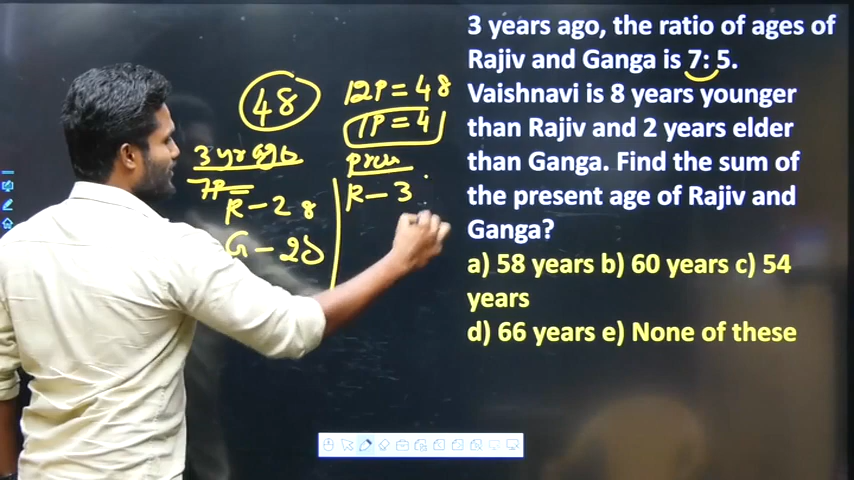 3 years ago, the ratio of ages of
Rajiv and Ganga is 7: 5.
Vaishnavi is 8 years younger
than Rajiv and 2 years elder
than Ganga. Find the sum of
the present age of Rajiv and
Ganga?
a) 58 years b) 60 years c) 54
years
d) 66 years e) None of these
48
12P = 48
1P = 4
3 yr ago
7P =
R - 28
G - 20
R - 3